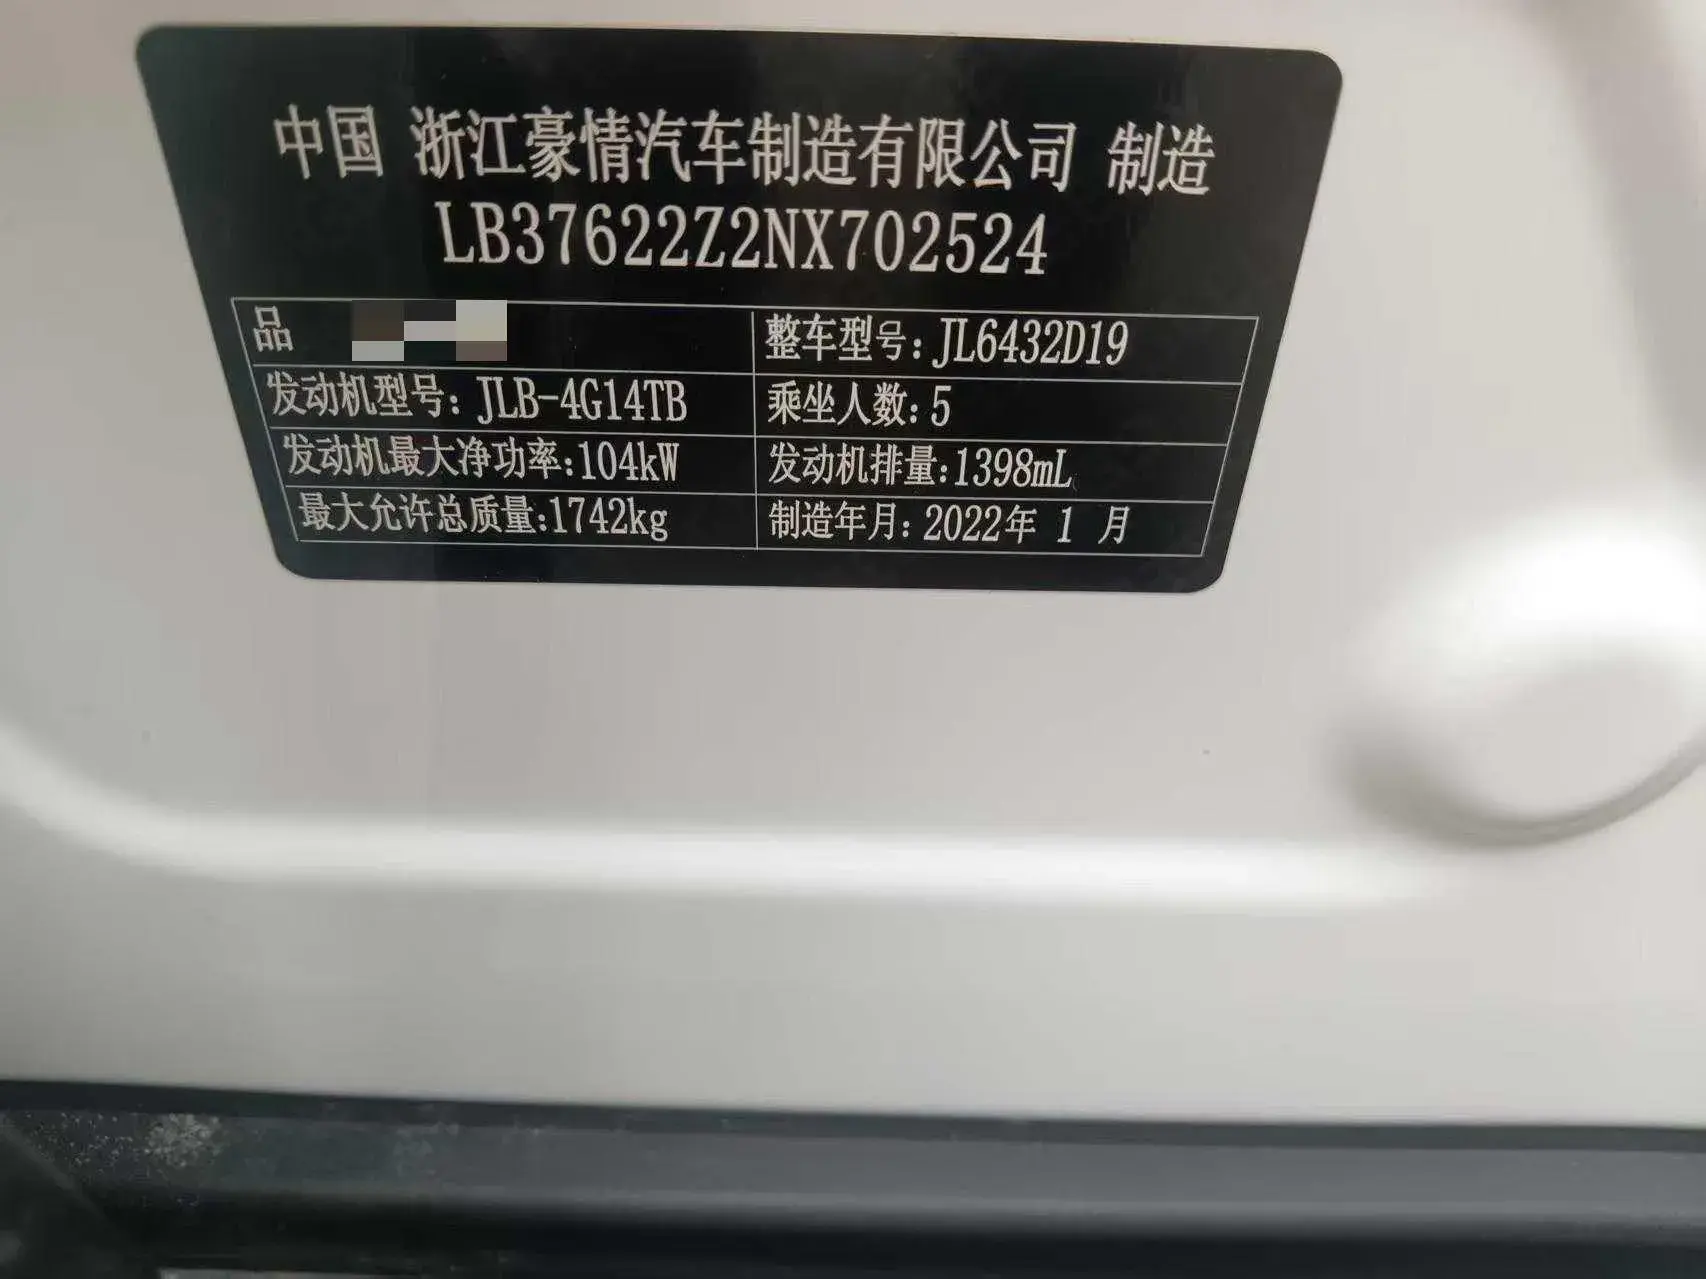 中国 浙江豪情汽车制造有限公司 制造
LB37622Z2NX702524
品
整车型号:JL6432D19
发动机型号:JLB-4G14TB
乘坐人数:5
发动机最大净功率:104kW
发动机排量:1398mL
最大允许总质量:1742kg
制造年月:2022年 1 月